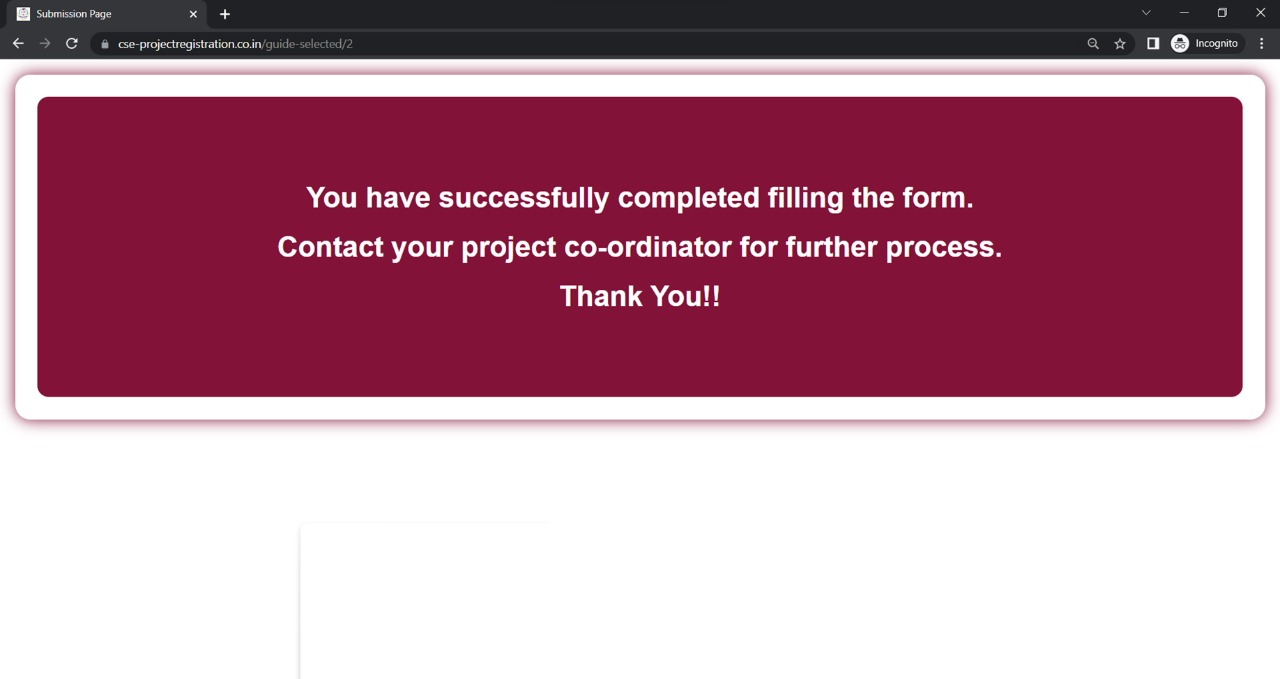 Submission Page
cse-projectregistration.co.in/guide-selected/2
Incognito
You have successfully completed filling the form.
Contact your project co-ordinator for further process.
Thank You!!